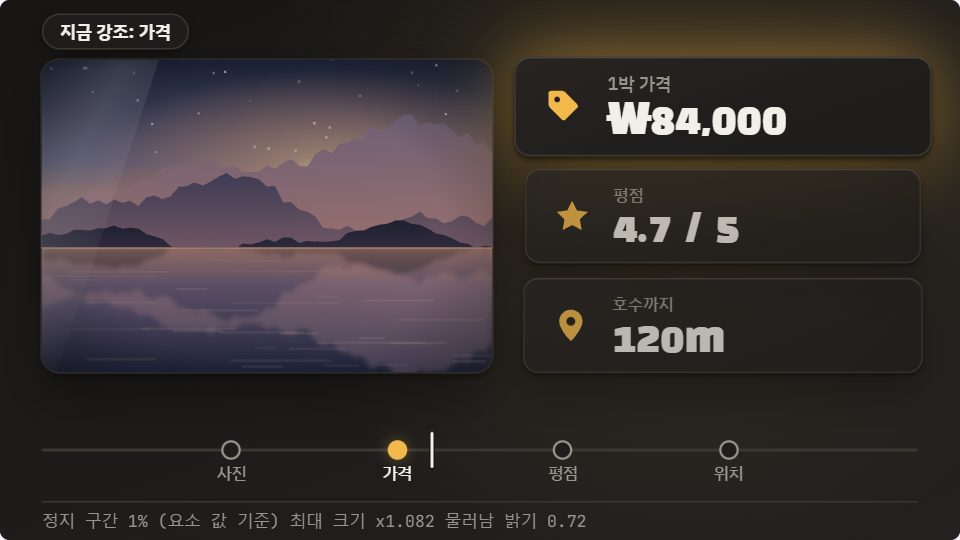 지금 강조: 가격
1박 가격
₩84,000
평점
4.7 / 5
호수까지
120m
사진
가격
평점
위치
정지 구간 1% (요소 값 기준) 최대 크기 x1.082 물러남 밝기 0.72